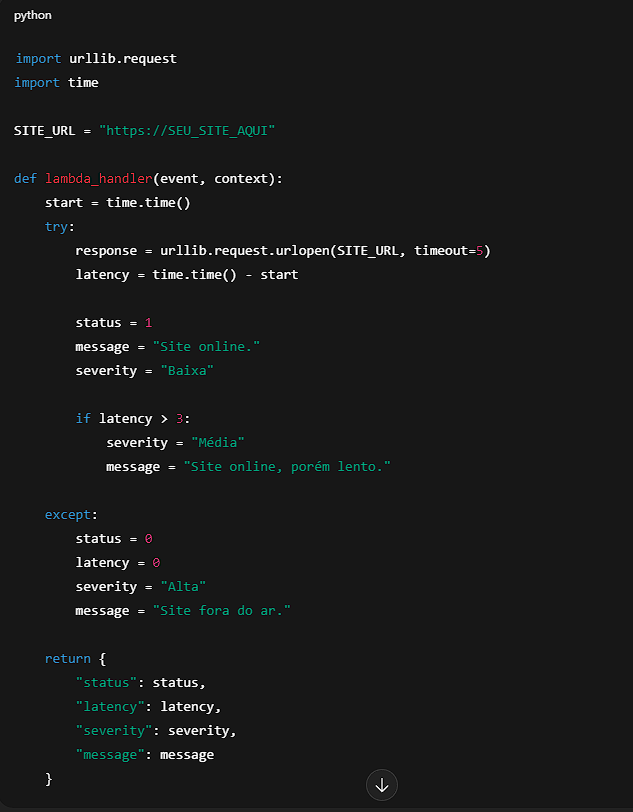 python
import urllib.request
import time
SITE_URL = "https://SEU_SITE_AQUI"
def lambda_handler(event, context):
    start = time.time()
    try:
        response = urllib.request.urlopen(SITE_URL, timeout=5)
        latency = time.time() - start
        status = 1
        message = "Site online."
        severity = "Baixa"
        if latency > 3:
            severity = "Média"
            message = "Site online, porém lento."
    except:
        status = 0
        latency = 0
        severity = "Alta"
        message = "Site fora do ar."
    return {
        "status": status,
        "latency": latency,
        "severity": severity,
        "message": message
    }